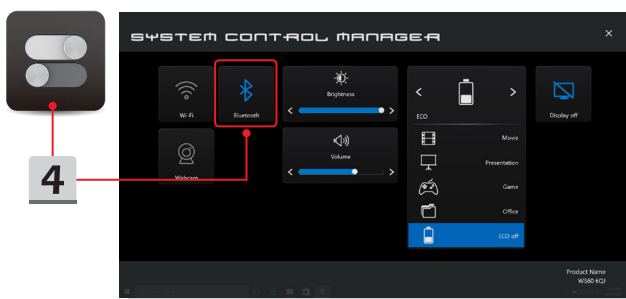 SYSTEM CONTROL MANAGER
Wi-Fi
Bluetooth
Brightness
ECO
Display off
Movie
Webcam
Volume
Presentation
Game
Office
ECO off
4
Product Name
WS60 6QJ